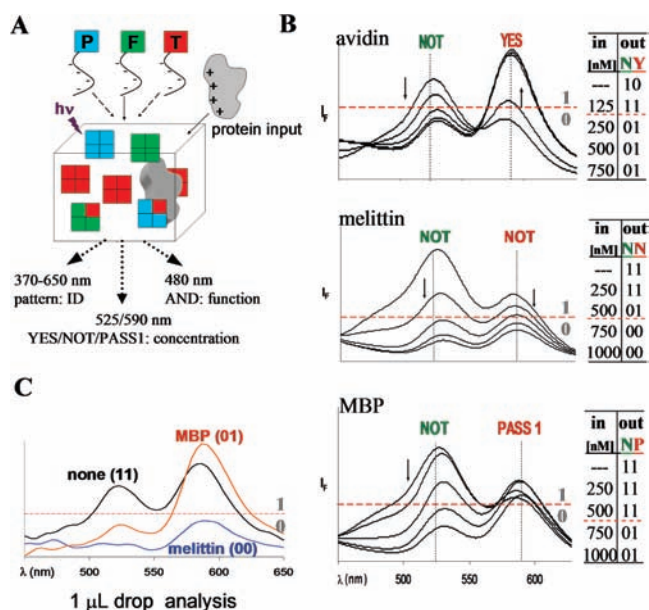 A
P F T
hν
protein input
370-650 nm
pattern: ID
480 nm
AND: function
525/590 nm
YES/NOT/PASS1: concentration
B
avidin
NOT YES
I_F
1
0
in out
[nM] NY
--- 10
125 11
250 01
500 01
750 01
melittin
NOT NOT
I_F
1
0
in out
[nM] NN
--- 11
250 11
500 01
750 00
1000 00
MBP
NOT PASS 1
I_F
1
0
λ (nm) 500 550 600
in out
[nM] NP
--- 11
250 11
500 11
750 01
1000 01
C
none (11)
MBP (01)
melittin (00)
1
0
λ (nm) 500 550 600 650
1 µL drop analysis